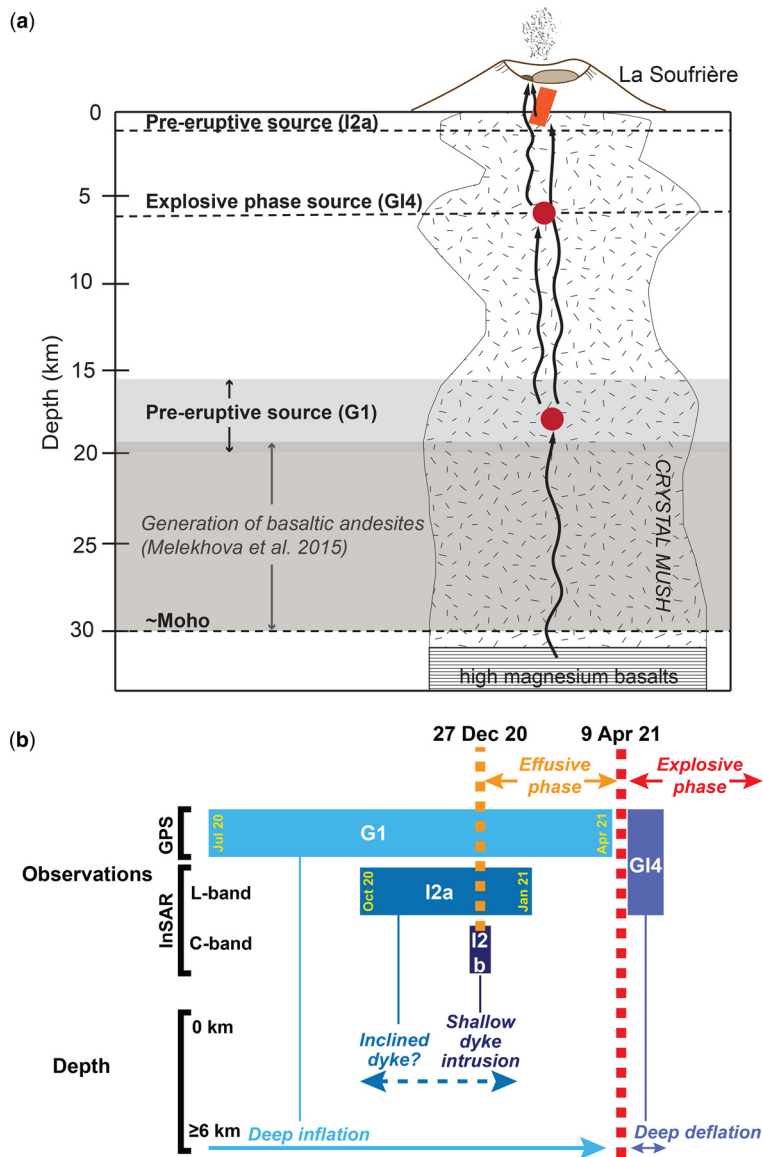 (a)
La Soufrière
0
Pre-eruptive source (I2a)
5
Explosive phase source (GI4)
10
Depth (km)
15
Pre-eruptive source (G1)
20
Generation of basaltic andesites
(Melekhova et al. 2015)
25
CRYSTAL MUSH
~Moho
30
high magnesium basalts
(b)
27 Dec 20
9 Apr 21
Effusive
phase
Explosive
phase
Observations
GPS
Jul 20
G1
Apr 21
GI4
InSAR
L-band
Oct 20
I2a
Jan 21
C-band
I2
b
Depth
0 km
Inclined
dyke?
Shallow
dyke
intrusion
≥6 km
Deep inflation
Deep deflation